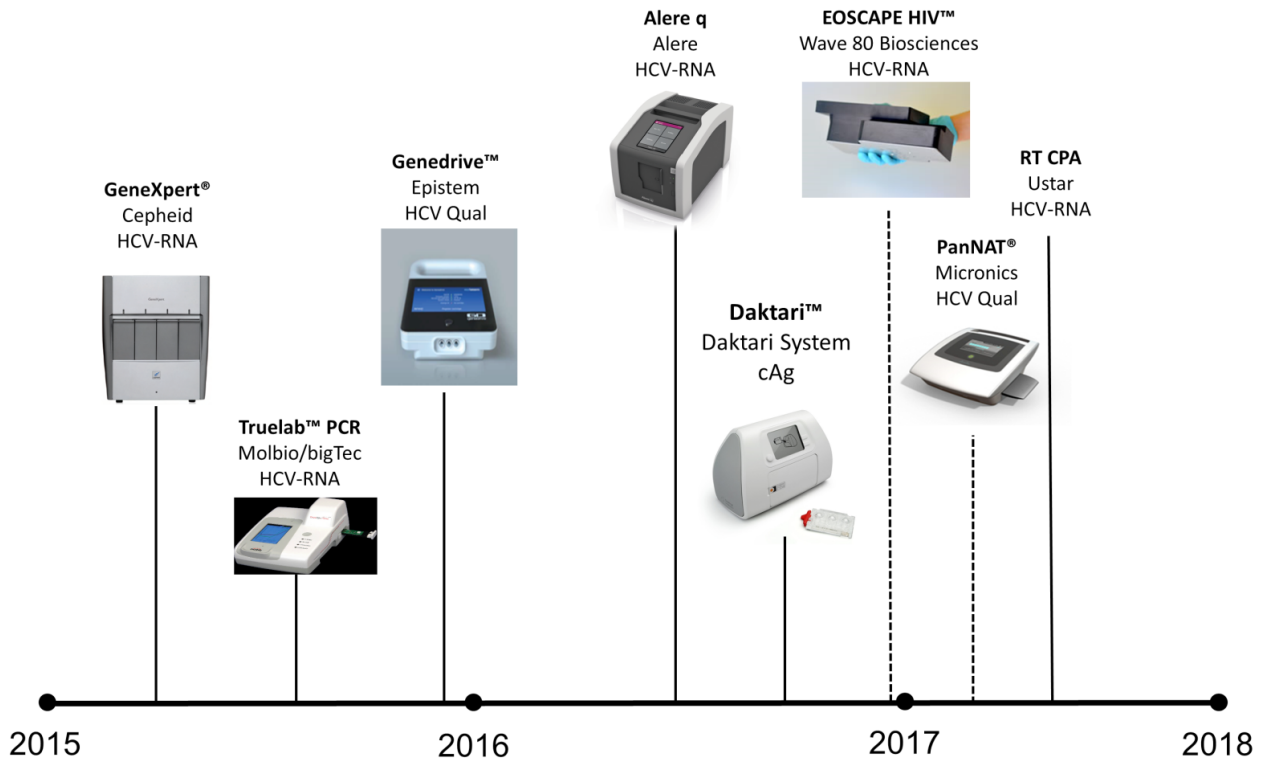 Alere q
Alere
HCV-RNA
EOSCAPE HIV™
Wave 80 Biosciences
HCV-RNA
Genedrive™
Epistem
HCV Qual
RT CPA
Ustar
HCV-RNA
GeneXpert®
Cepheid
HCV-RNA
PanNAT®
Micronics
HCV Qual
Daktari™
Daktari System
cAg
Truelab™ PCR
Molbio/bigTec
HCV-RNA
2015
2016
2017
2018